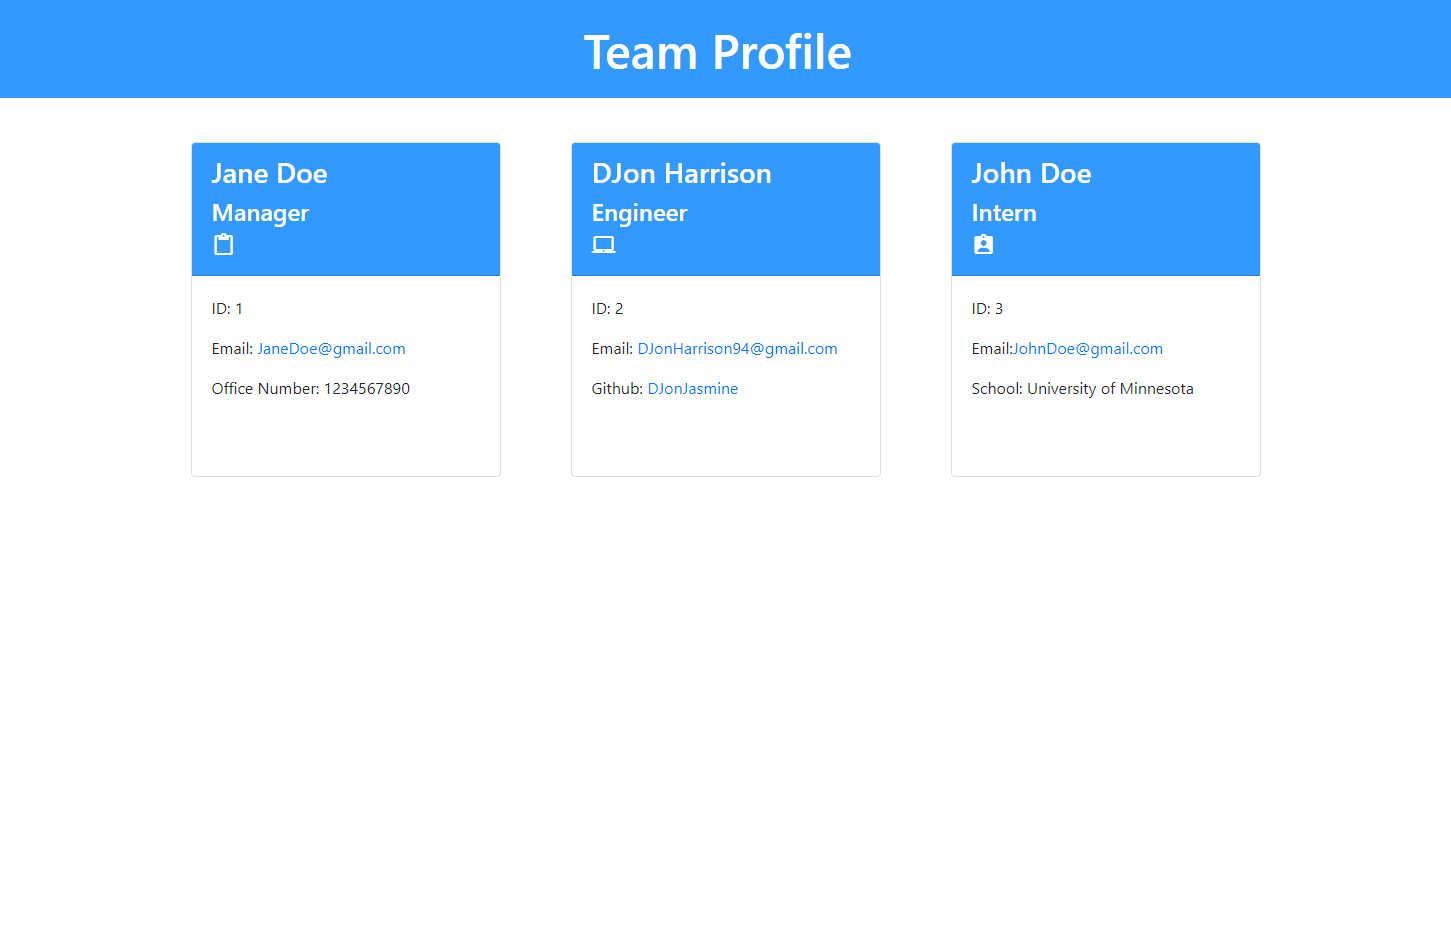 Team Profile
Jane Doe
Manager
ID: 1
Email: JaneDoe@gmail.com
Office Number: 1234567890
DJon Harrison
Engineer
ID: 2
Email: DJonHarrison94@gmail.com
Github: DJonJasmine
John Doe
Intern
ID: 3
Email:JohnDoe@gmail.com
School: University of Minnesota